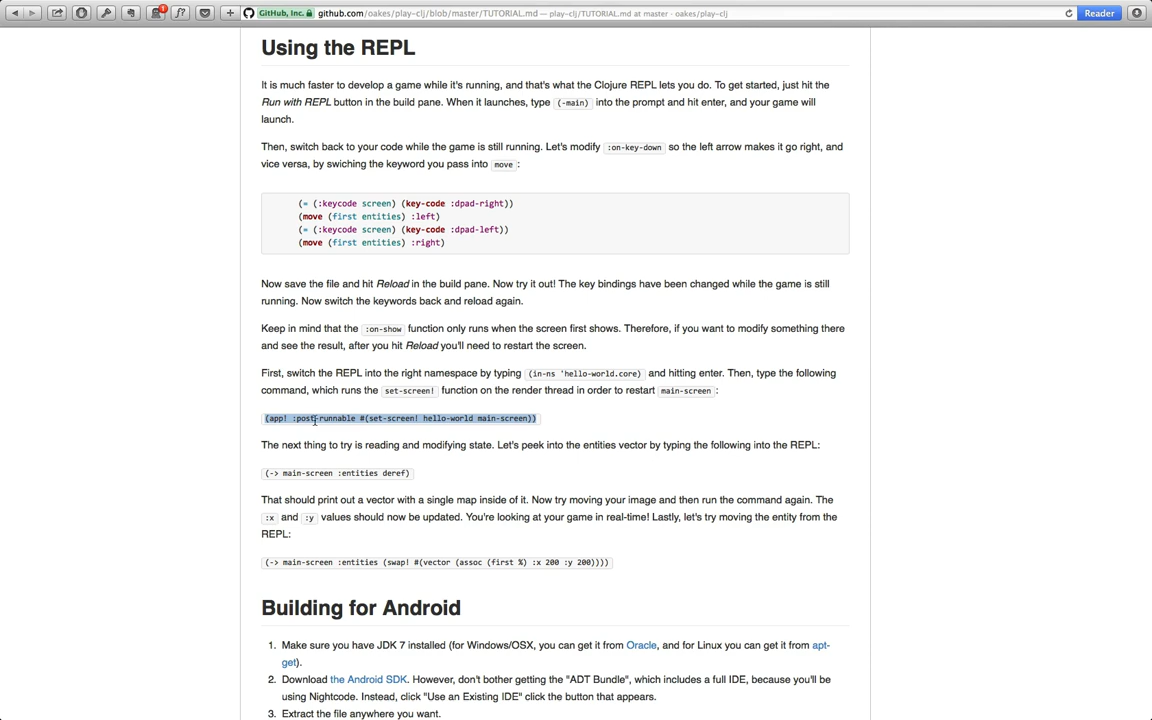 1
GitHub, Inc. github.com/oakes/play-clj/blob/master/TUTORIAL.md — play-clj/TUTORIAL.md at master · oakes/play-clj Reader
Using the REPL
It is much faster to develop a game while it's running, and that's what the Clojure REPL lets you do. To get started, just hit the
Run with REPL button in the build pane. When it launches, type (-main) into the prompt and hit enter, and your game will
launch.
Then, switch back to your code while the game is still running. Let's modify :on-key-down so the left arrow makes it go right, and
vice versa, by swiching the keyword you pass into move :
(= (:keycode screen) (key-code :dpad-right))
(move (first entities) :left)
(= (:keycode screen) (key-code :dpad-left))
(move (first entities) :right)
Now save the file and hit Reload in the build pane. Now try it out! The key bindings have been changed while the game is still
running. Now switch the keywords back and reload again.
Keep in mind that the :on-show function only runs when the screen first shows. Therefore, if you want to modify something there
and see the result, after you hit Reload you'll need to restart the screen.
First, switch the REPL into the right namespace by typing (in-ns 'hello-world.core) and hitting enter. Then, type the following
command, which runs the set-screen! function on the render thread in order to restart main-screen :
(app! :post-runnable #(set-screen! hello-world main-screen))
The next thing to try is reading and modifying state. Let's peek into the entities vector by typing the following into the REPL:
(-> main-screen :entities deref)
That should print out a vector with a single map inside of it. Now try moving your image and then run the command again. The
:x and :y values should now be updated. You're looking at your game in real-time! Lastly, let's try moving the entity from the
REPL:
(-> main-screen :entities (swap! #(vector (assoc (first %) :x 200 :y 200))))
Building for Android
1. Make sure you have JDK 7 installed (for Windows/OSX, you can get it from Oracle, and for Linux you can get it from apt-
get).
2. Download the Android SDK. However, don't bother getting the "ADT Bundle", which includes a full IDE, because you'll be
using Nightcode. Instead, click "Use an Existing IDE" click the button that appears.
3. Extract the file anywhere you want.